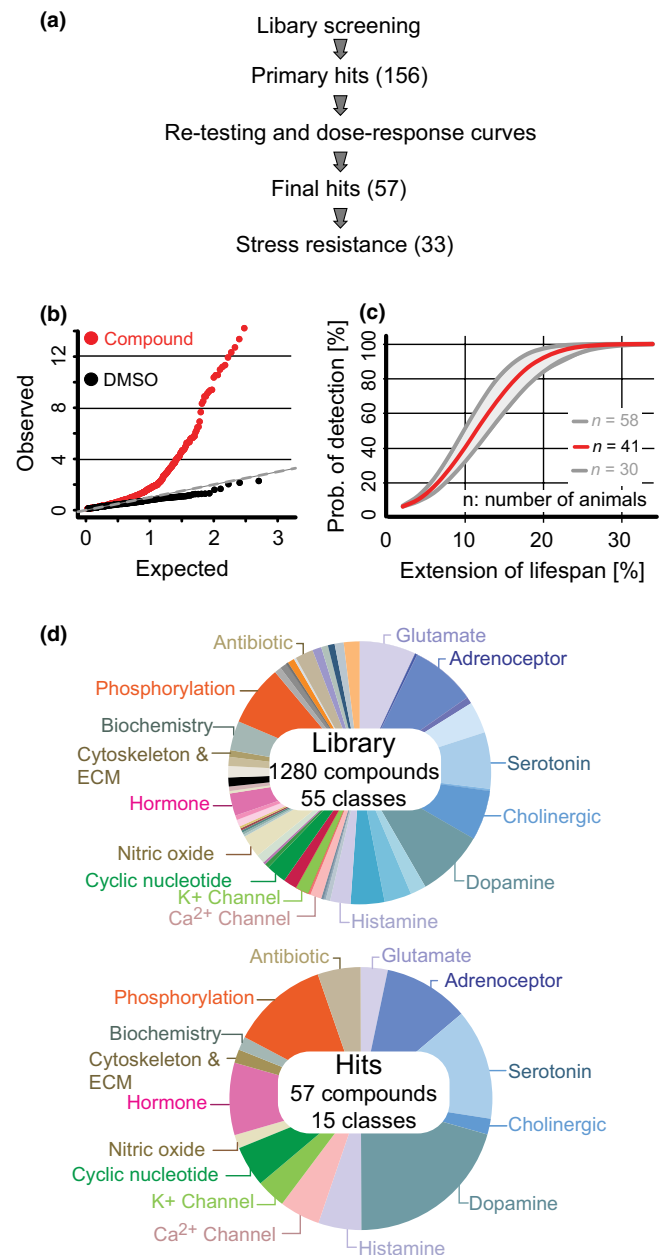 (a)
Libary screening
Primary hits (156)
Re-testing and dose-response curves
Final hits (57)
Stress resistance (33)
(b)
Compound
DMSO
Observed
12
8
4
0
0
1
2
3
Expected
(c)
Prob. of detection [%]
100
80
60
40
20
0
n = 58
n = 41
n = 30
n: number of animals
0
10
20
30
Extension of lifespan [%]
(d)
Antibiotic
Glutamate
Adrenoceptor
Phosphorylation
Biochemistry
Cytoskeleton &
ECM
Hormone
Nitric oxide
Cyclic nucleotide
K+ Channel
Ca2+ Channel
Histamine
Dopamine
Cholinergic
Serotonin
Library
1280 compounds
55 classes
Antibiotic
Glutamate
Adrenoceptor
Phosphorylation
Biochemistry
Cytoskeleton &
ECM
Hormone
Nitric oxide
Cyclic nucleotide
K+ Channel
Ca2+ Channel
Histamine
Dopamine
Cholinergic
Serotonin
Hits
57 compounds
15 classes